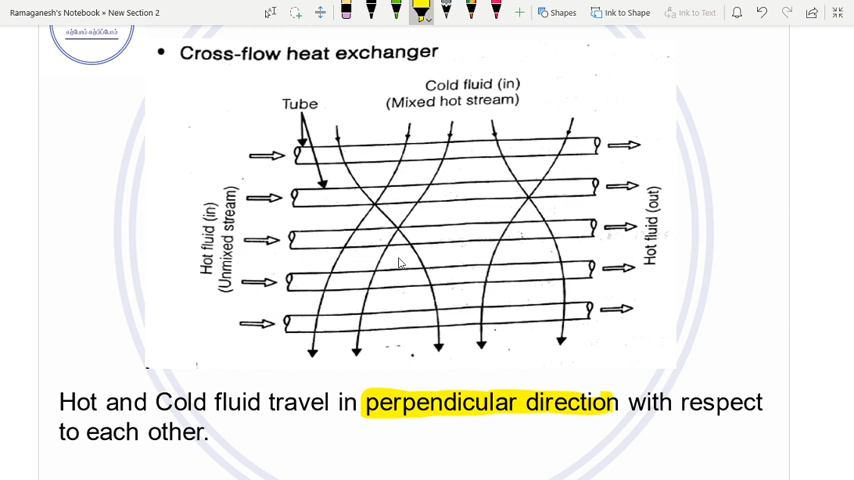 Ramaganesh's Notebook » New Section 2
Shapes
Ink to Shape
Ink to Text
கற்போம் கற்பிப்போம்
• Cross-flow heat exchanger
Cold fluid (in)
(Mixed hot stream)
Tube
Hot fluid (in)
(Unmixed stream)
Hot fluid (out)
Hot and Cold fluid travel in perpendicular direction with respect
to each other.